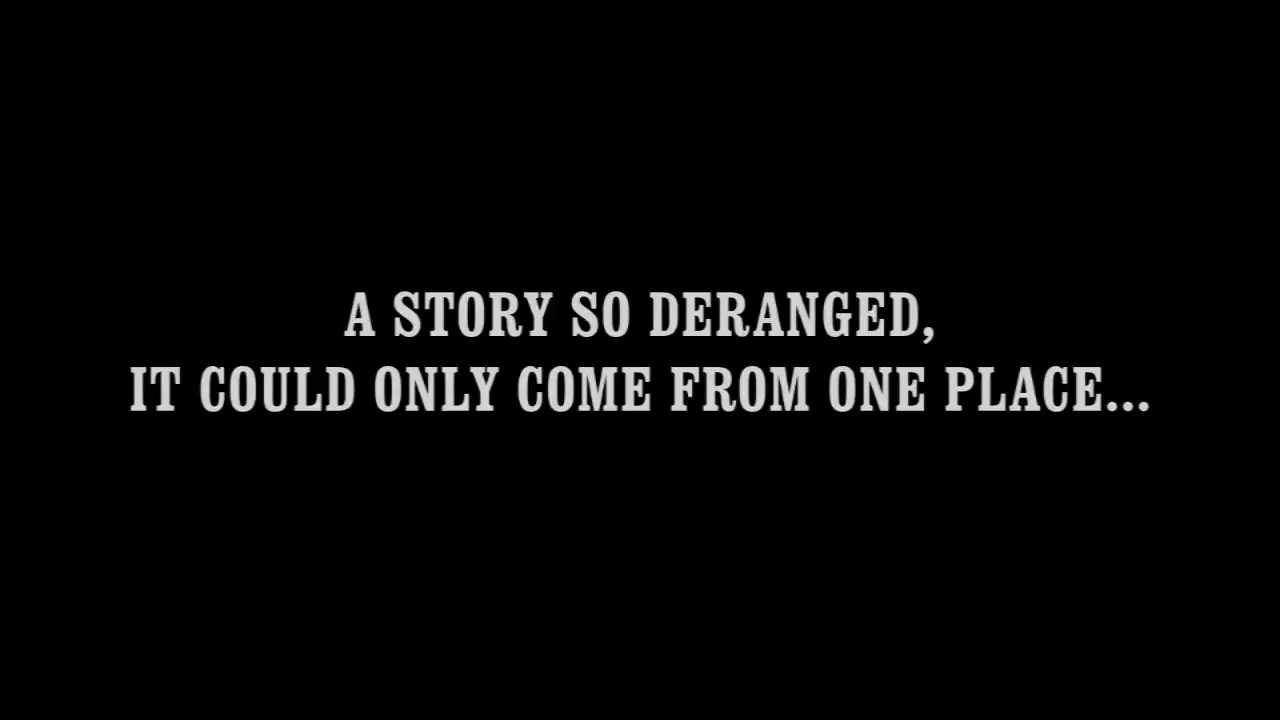 A STORY SO DERANGED,
IT COULD ONLY COME FROM ONE PLACE...